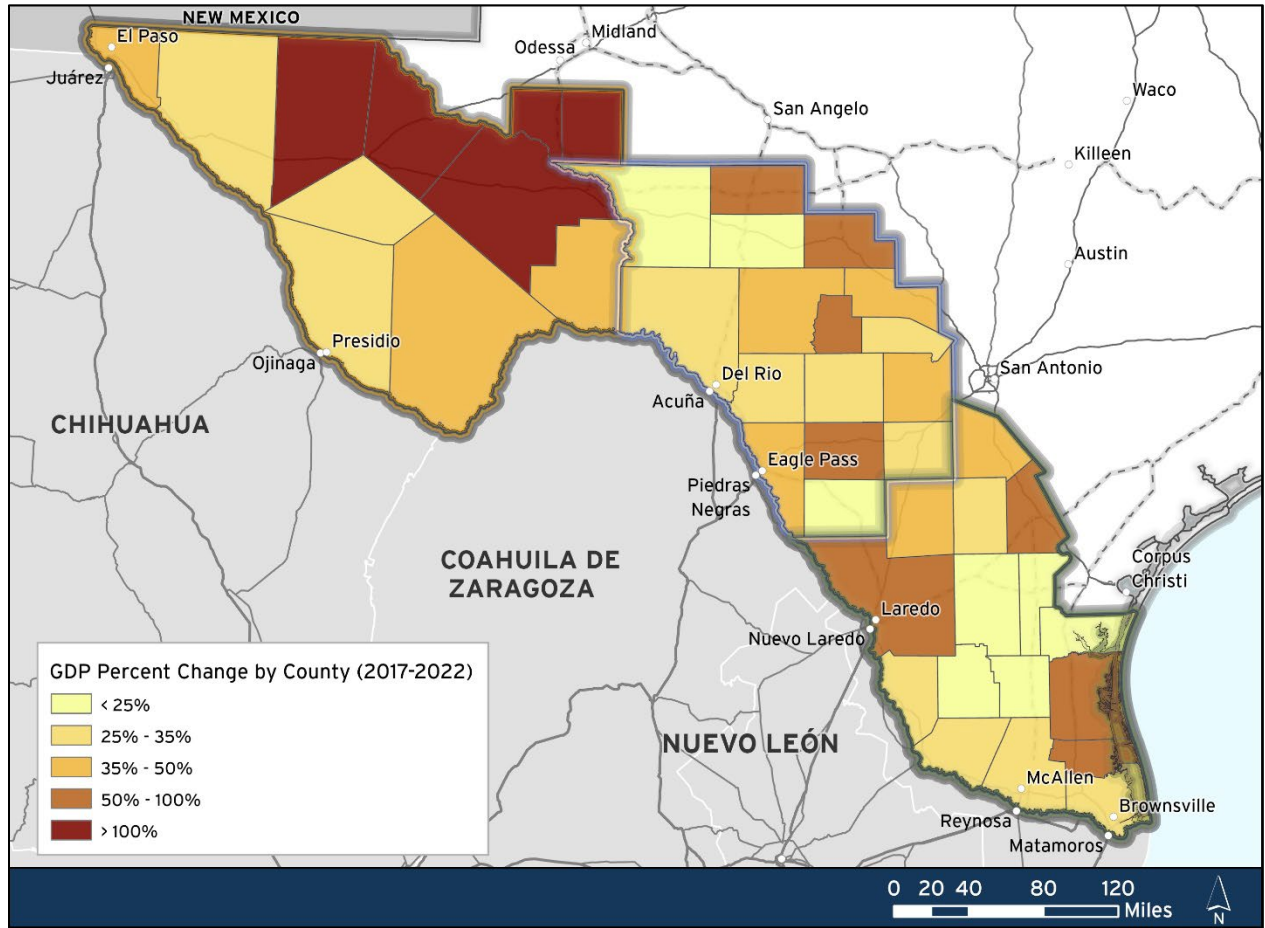 NEW MEXICO
El Paso
Midland
Odessa
Juárez
Waco
San Angelo
Killeen
Austin
Presidio
Ojinaga
San Antonio
Del Rio
Acuña
CHIHUAHUA
Eagle Pass
Piedras
Negras
COAHUILA DE
ZARAGOZA
Corpus
Christi
Laredo
Nuevo Laredo
GDP Percent Change by County (2017-2022)
< 25%
25% - 35%
35% - 50%
50% - 100%
> 100%
NUEVO LEÓN
McAllen
Brownsville
Reynosa
Matamoros
0 20 40 80 120
Miles
N